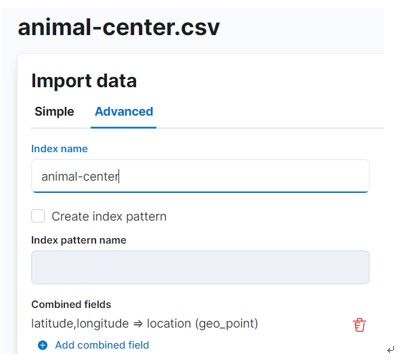 animal-center.csv
Import data
Simple Advanced
Index name
animal-center
Create index pattern
Index pattern name
Combined fields
latitude,longitude => location (geo_point)
Add combined field